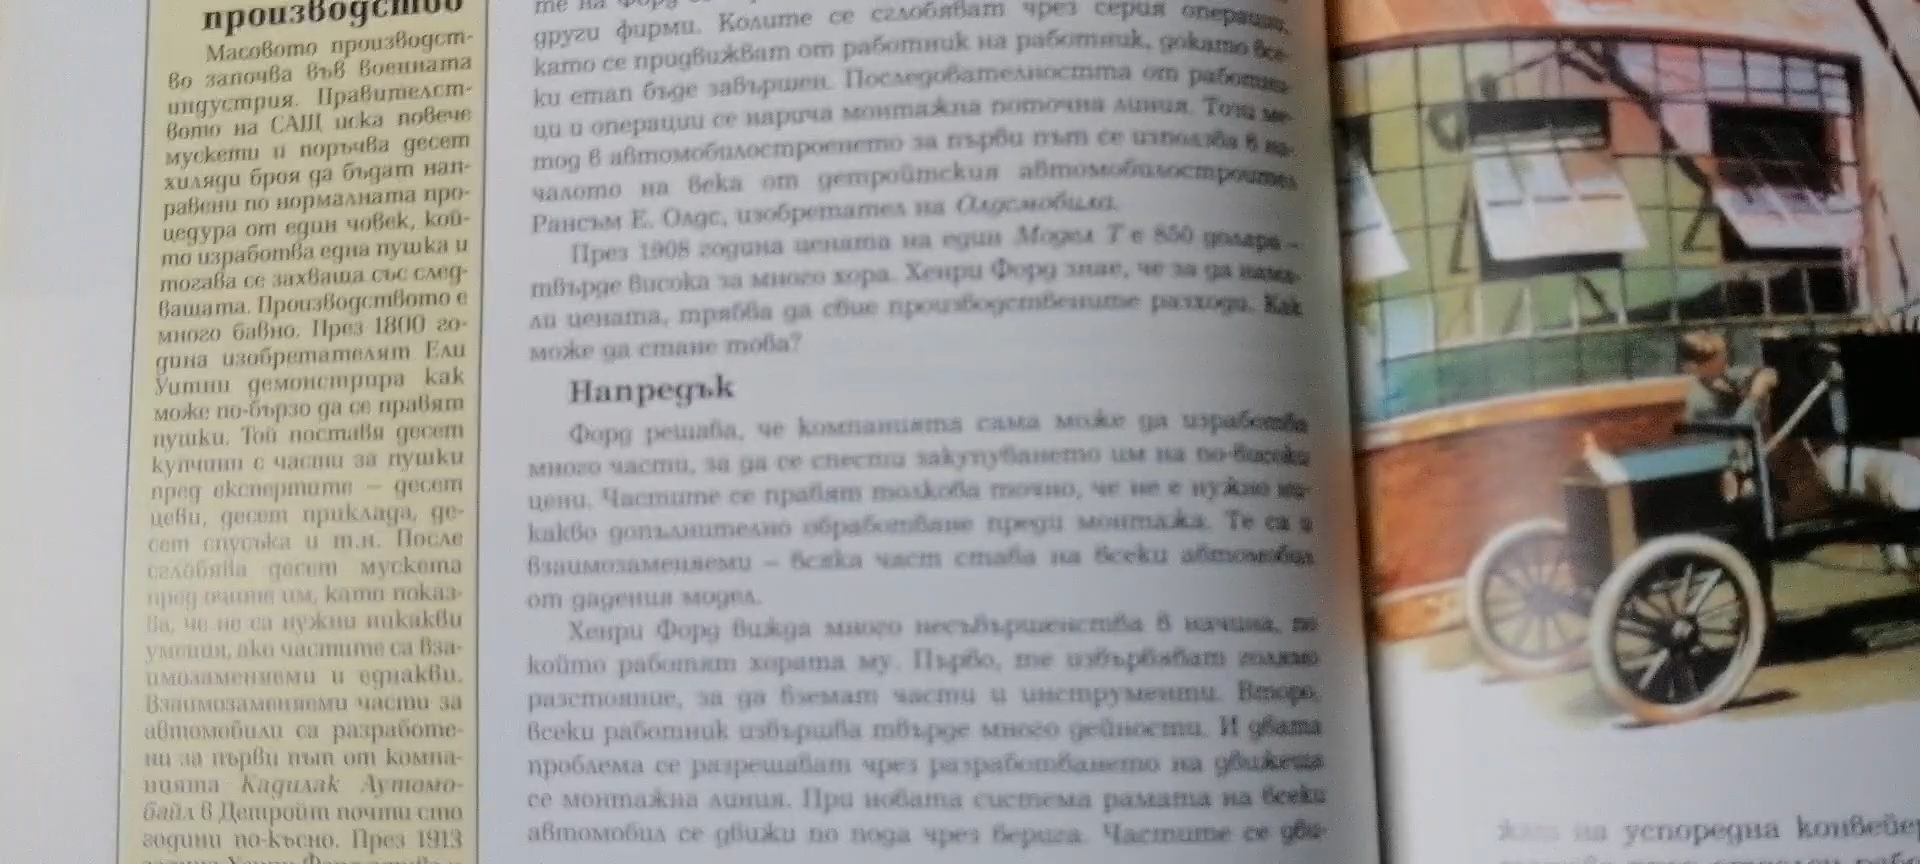 производство
Масовото производст-
во започва във военната
индустрия. Правителст-
вото на САЩ иска повече
мускети и поръчва десет
хиляди броя да бъдат нап-
равени по нормалната про-
цедура от един човек, кой-
то изработва една пушка и
тогава се захваща със след-
ващата. Производството е
много бавно. През 1800 го-
дина изобретателят Ели
Уитни демонстрира как
може по-бързо да се правят
пушки. Той поставя десет
купчини с части за пушки
пред експертите – десет
цеви, десет приклада, де-
сет спусъка и т.н. После
сглобява десет мускета
пред очите им, като показ-
ва, че не са нужни никакви
умения, ако частите са вза-
имозаменяеми и еднакви.
Взаимозаменяеми части за
автомобили са разработе-
ни за първи път от компа-
нията Кадилак Аутомо-
байл в Детройт почти сто
години по-късно. През 1913
те на Форд
други фирми. Колите се сглобяват чрез серия операции,
като се придвижват от работник на работник, докато все-
ки етап бъде завършен. Последователността от работни-
ци и операции се нарича монтажна поточна линия. Този ме-
тод в автомобилостроенето за първи път се използва в на-
чалото на века от детройтския автомобилостроител
Рансъм Е. Олдс, изобретател на Олдсмобила.
През 1908 година цената на един Модел Т е 850 долара –
твърде висока за много хора. Хенри Форд знае, че за да нама-
ли цената, трябва да свие производствените разходи. Как
може да стане това?
Напредък
Форд решава, че компанията сама може да изработва
много части, за да се спести закупуването им на по-високи
цени. Частите се правят толкова точно, че не е нужно ни-
какво допълнително обработване преди монтажа. Те са и
взаимозаменяеми – всяка част става на всеки автомобил
от дадения модел.
Хенри Форд вижда много несъвършенства в начина, по
който работят хората му. Първо, те извървяват голямо
разстояние, за да вземат части и инструменти. Второ,
всеки работник извършва твърде много дейности. И двата
проблема се разрешават чрез разработването на движеща
се монтажна линия. При новата система рамата на всеки
автомобил се движи по пода чрез верига. Частите се дви-
жат на успоредна конвейер